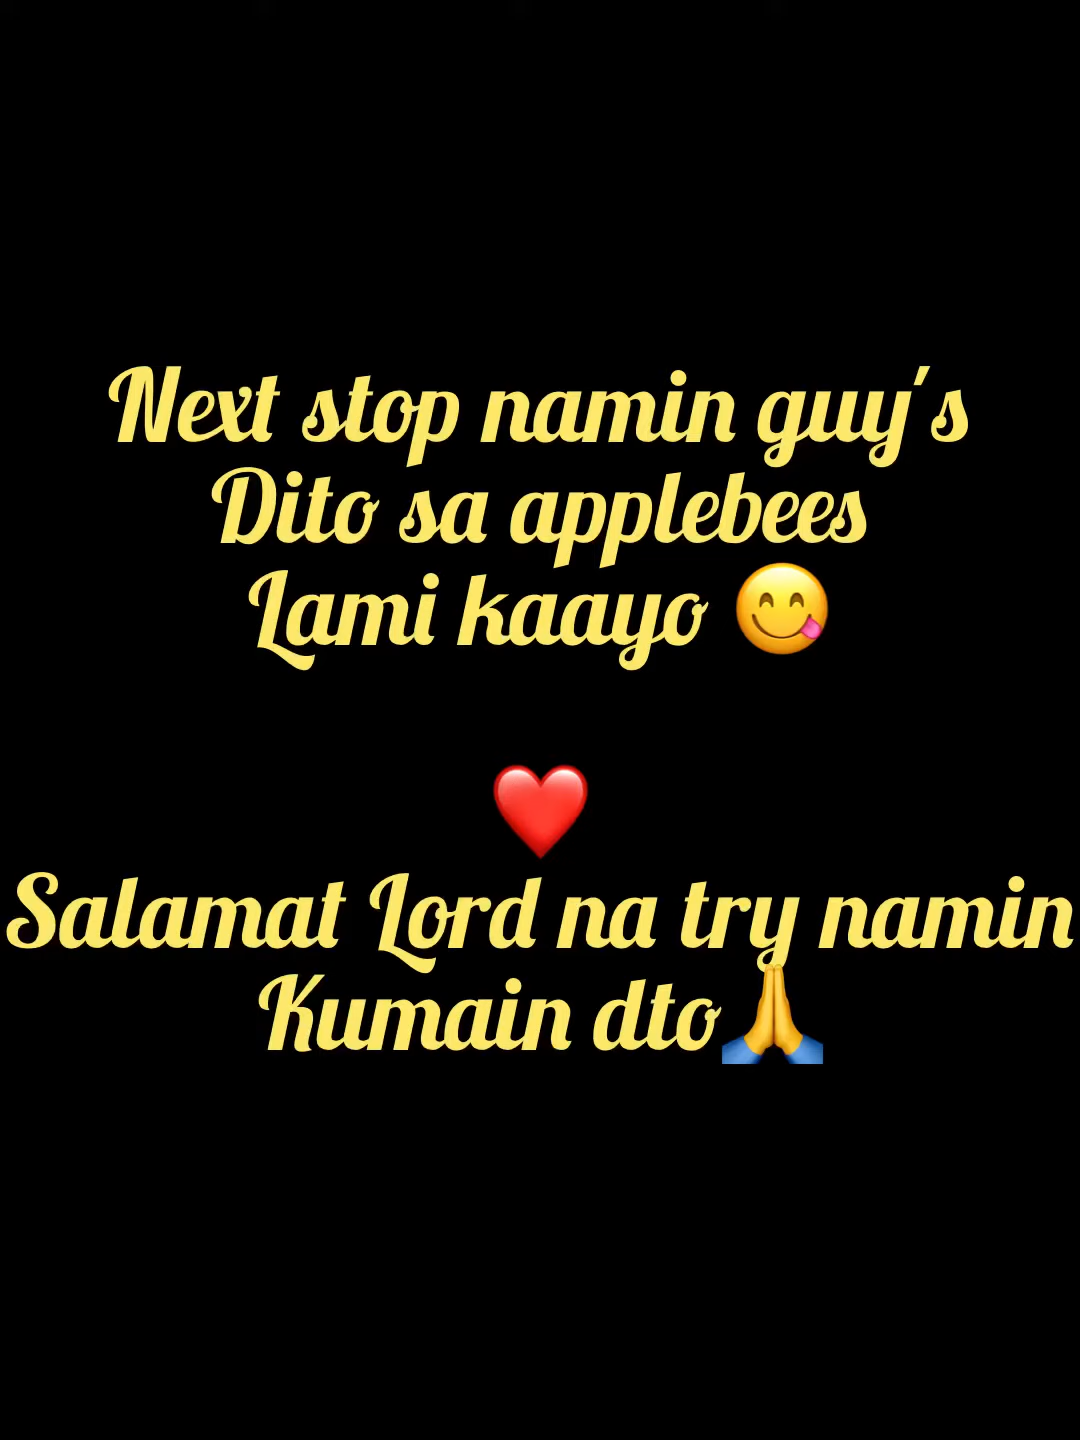 Next stop namin guy's
Dito sa applebees
Lami kaayo 😋
❤️
Salamat Lord na try namin
Kumain dto🙏